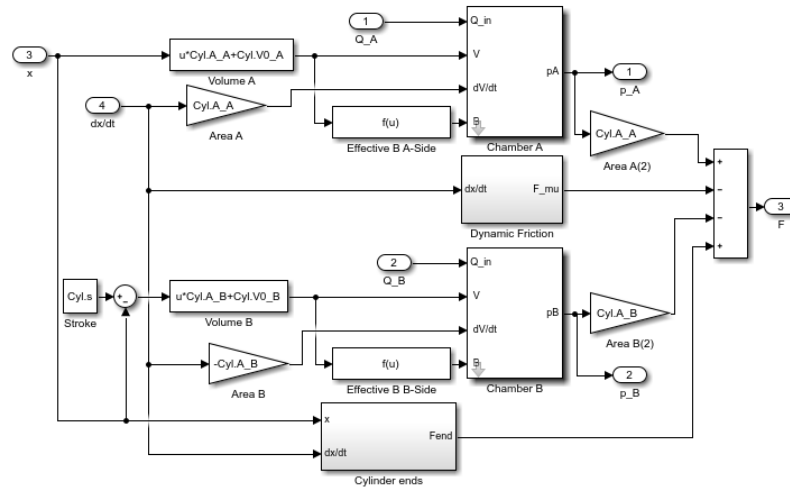 1
Q_A
Q_in
3
x
u*Cyl.A_A+Cyl.V0_A
Volume A
V
pA
1
p_A
4
dx/dt
Cyl.A_A
Area A
dV/dt
f(u)
Effective B A-Side
B
Chamber A
Cyl.A_A
Area A(2)
+
−
−
+
3
F
dx/dt
F_mu
Dynamic Friction
2
Q_B
Q_in
Cyl.s
Stroke
+
−
u*Cyl.A_B+Cyl.V0_B
Volume B
V
pB
Cyl.A_B
Area B(2)
-Cyl.A_B
Area B
dV/dt
f(u)
Effective B B-Side
B
Chamber B
2
p_B
x
dx/dt
Fend
Cylinder ends